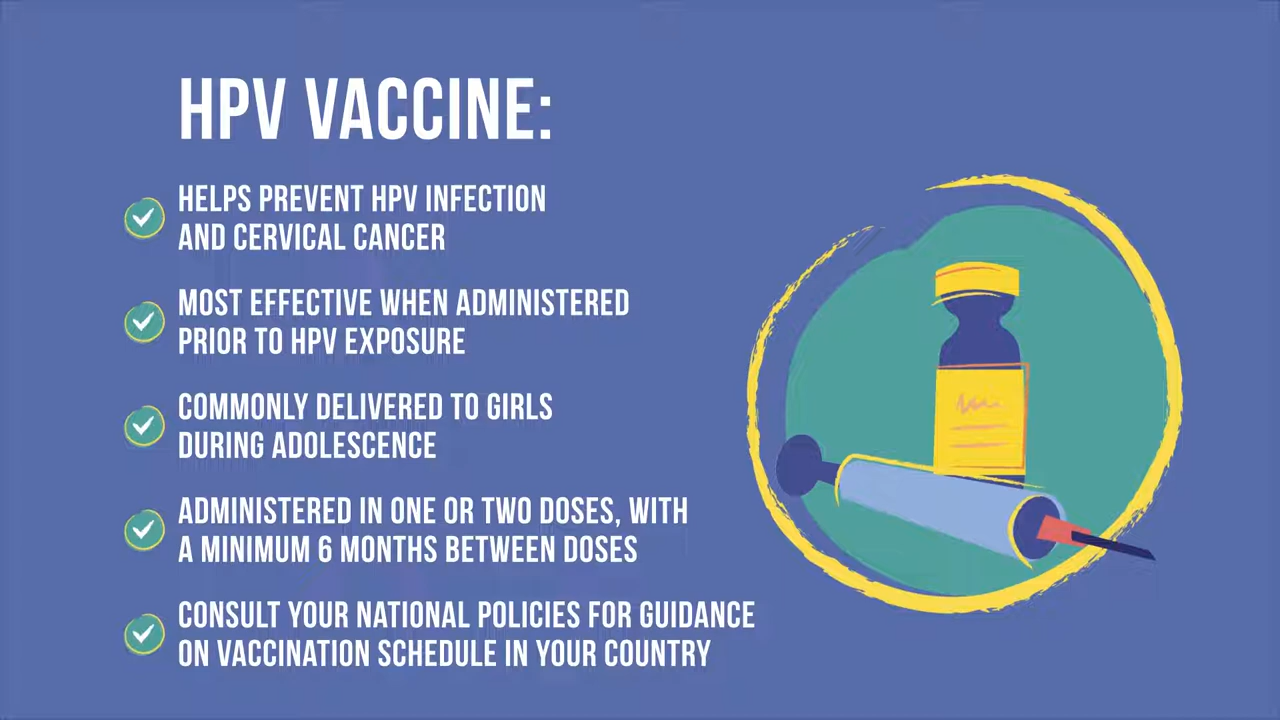 HPV VACCINE:
HELPS PREVENT HPV INFECTION
AND CERVICAL CANCER
MOST EFFECTIVE WHEN ADMINISTERED
PRIOR TO HPV EXPOSURE
COMMONLY DELIVERED TO GIRLS
DURING ADOLESCENCE
ADMINISTERED IN ONE OR TWO DOSES, WITH
A MINIMUM 6 MONTHS BETWEEN DOSES
CONSULT YOUR NATIONAL POLICIES FOR GUIDANCE
ON VACCINATION SCHEDULE IN YOUR COUNTRY